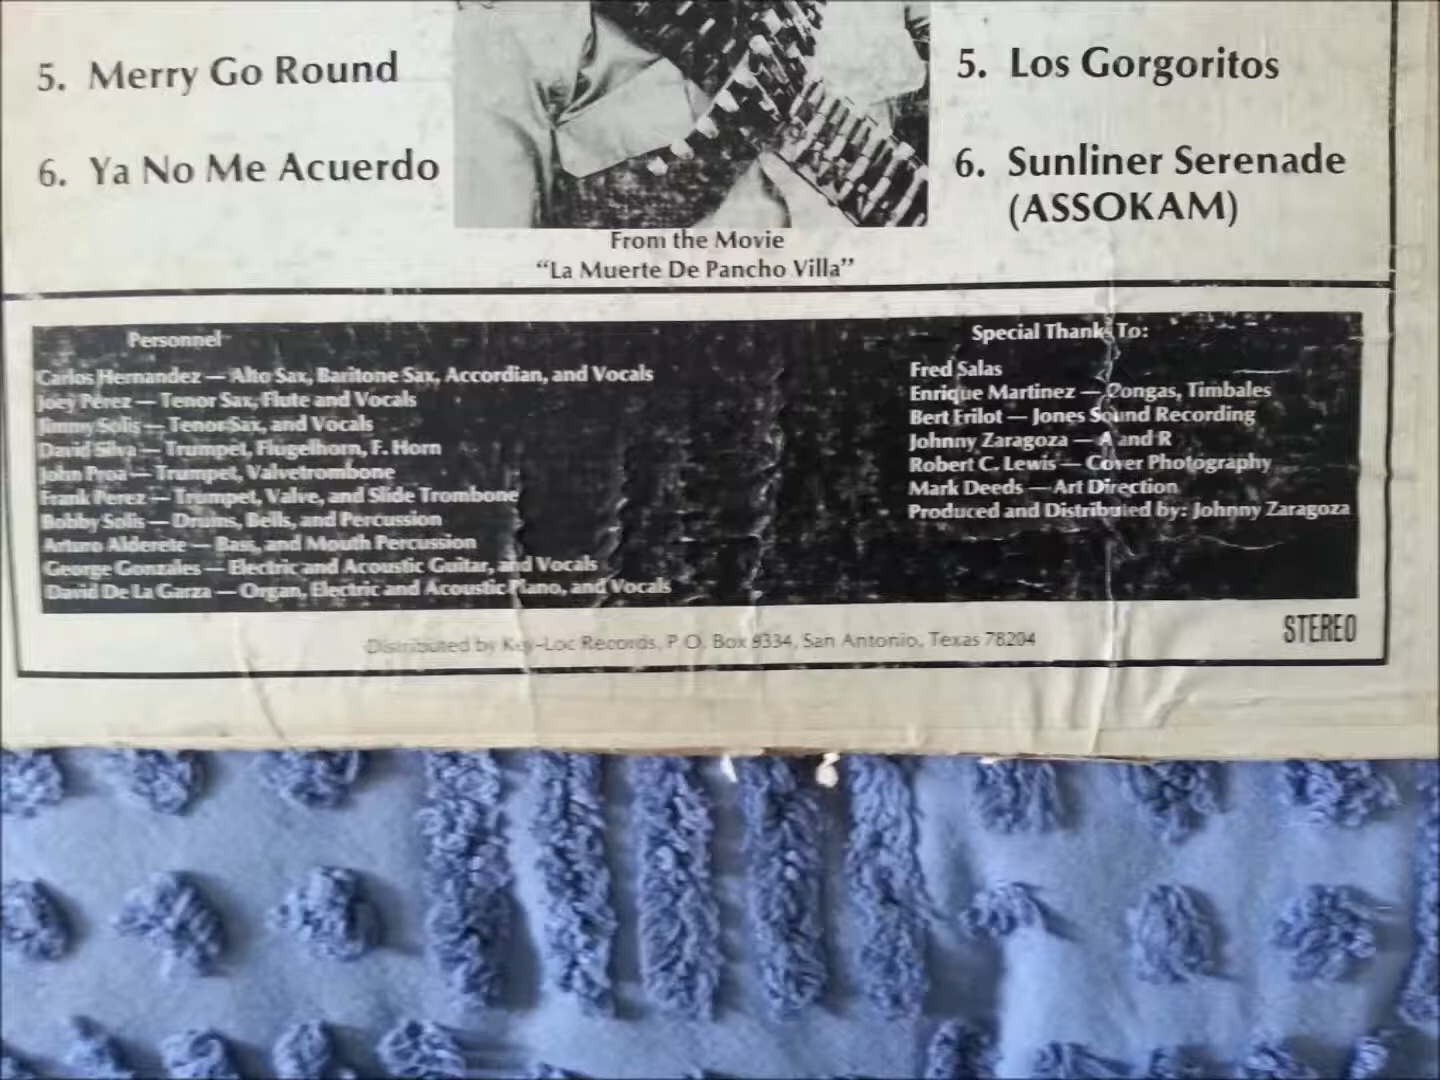 5. Merry Go Round
6. Ya No Me Acuerdo
From the Movie
“La Muerte De Pancho Villa”
5. Los Gorgoritos
6. Sunliner Serenade
(ASSOKAM)
Personnel
Carlos Hernandez — Alto Sax, Baritone Sax, Accordian, and Vocals
Joey Perez — Tenor Sax, Flute and Vocals
Jimmy Solis — Tenor Sax, and Vocals
David Silva — Trumpet, Flugelhorn, F. Horn
John Proa — Trumpet, Valvetrombone
Frank Perez — Trumpet, Valve, and Slide Trombone
Bobby Solis — Drums, Bells, and Percussion
Arturo Alderete — Bass, and Mouth Percussion
George Gonzales — Electric and Acoustic Guitar, and Vocals
David De La Garza — Organ, Electric and Acoustic Piano, and Vocals
Special Thanks To:
Fred Salas
Enrique Martinez — Congas, Timbales
Bert Frilot — Jones Sound Recording
Johnny Zaragoza — A and R
Robert C. Lewis — Cover Photography
Mark Deeds — Art Direction
Produced and Distributed by: Johnny Zaragoza
Distributed by Key-Loc Records, P.O. Box 9334, San Antonio, Texas 78204
STEREO